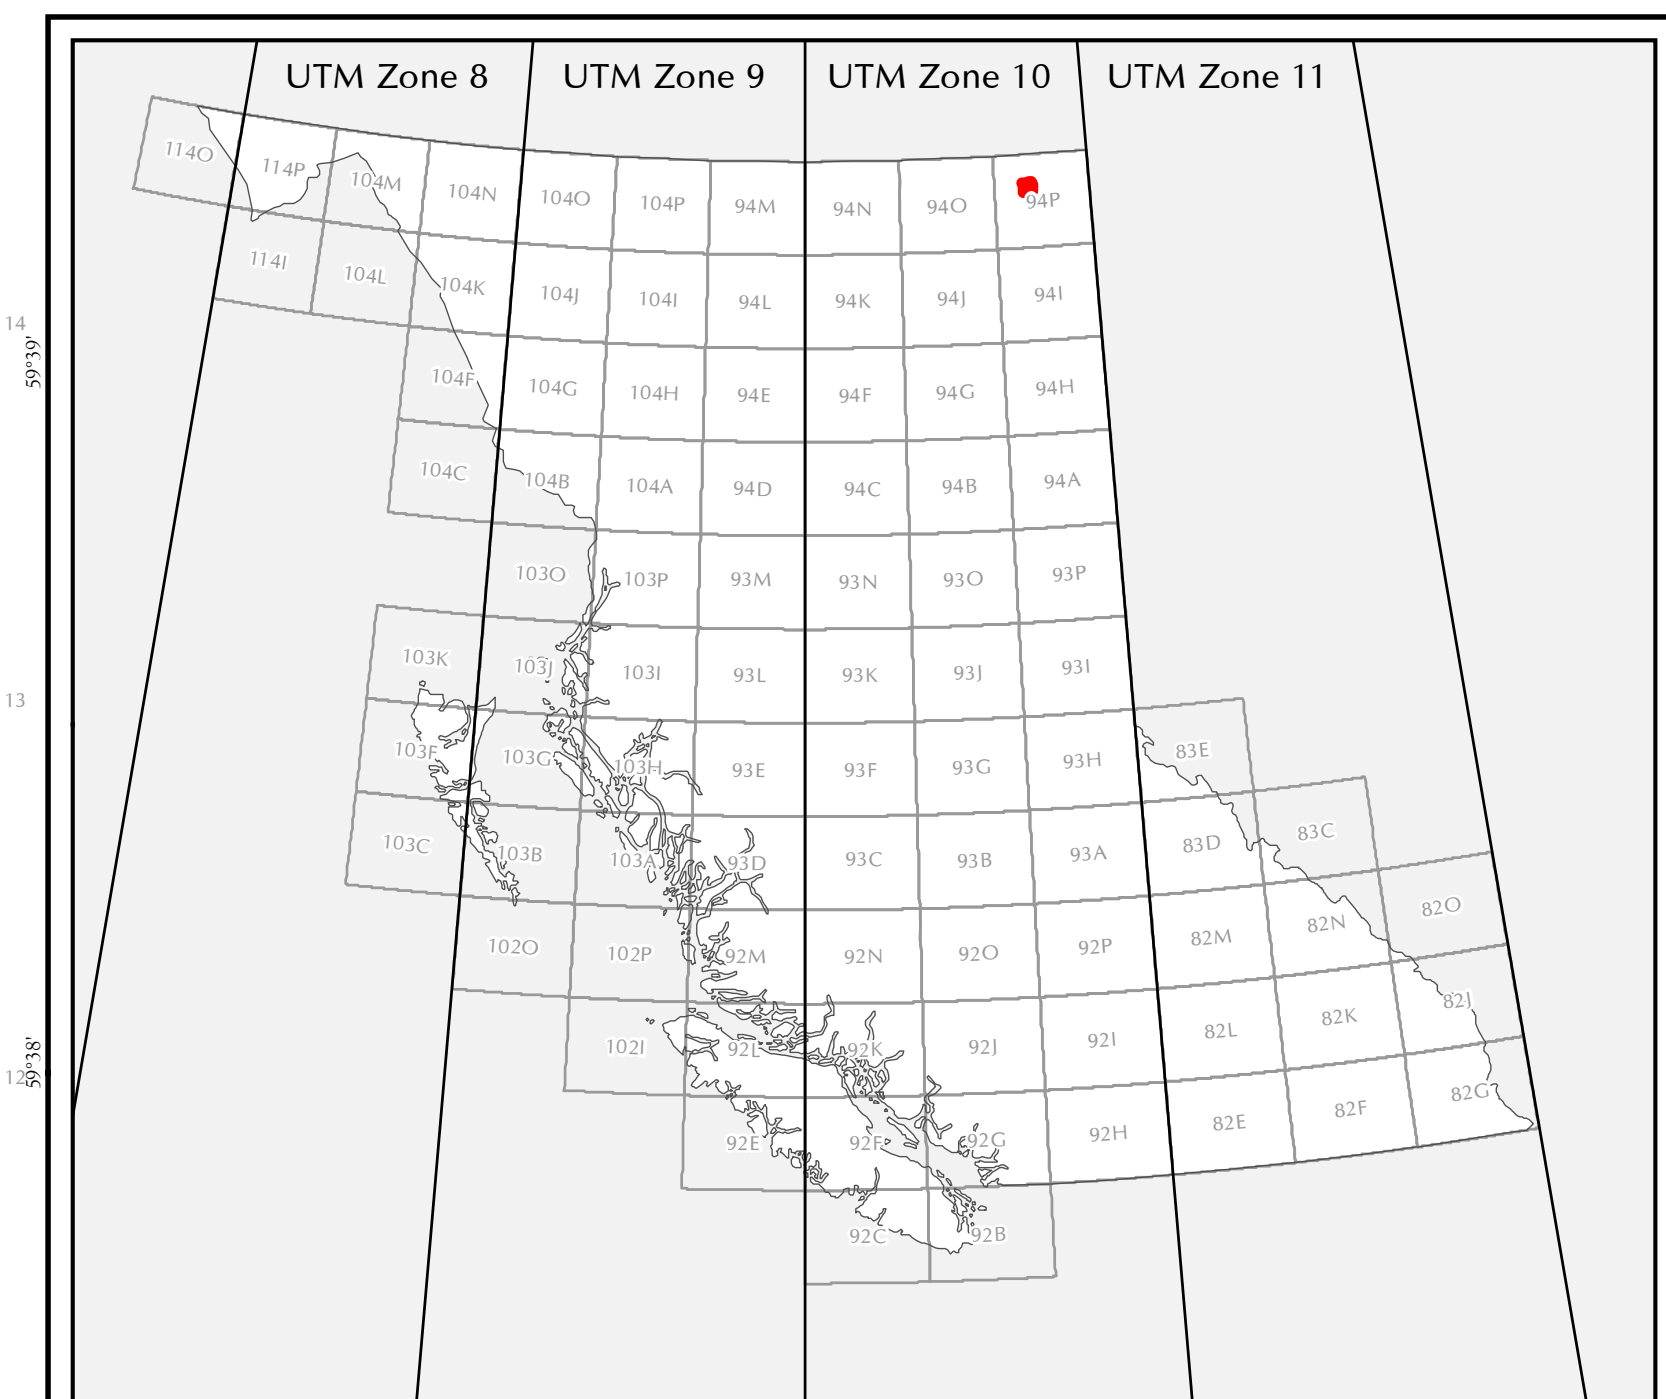 UTM Zone 8 UTM Zone 9 UTM Zone 10 UTM Zone 11
114O 114P 104M 104N 104O 104P 94M 94N 94O 94P
114I 104L 104K 104J 104I 94L 94K 94J 94I
14
59°39'
104F 104G 104H 94E 94F 94G 94H
104C 104B 104A 94D 94C 94B 94A
103O 103P 93M 93N 93O 93P
103K 103J 103I 93L 93K 93J 93I
13
103F 103G 103H 93E 93F 93G 93H 83E
103C 103B 103A 93D 93C 93B 93A 83D 83C
102O 102P 92M 92N 92O 92P 82M 82N 82O
102I 92L 92K 92J 92I 82L 82K 82J
12
59°38'
92E 92F 92G 92H 82E 82F 82G
92C 92B